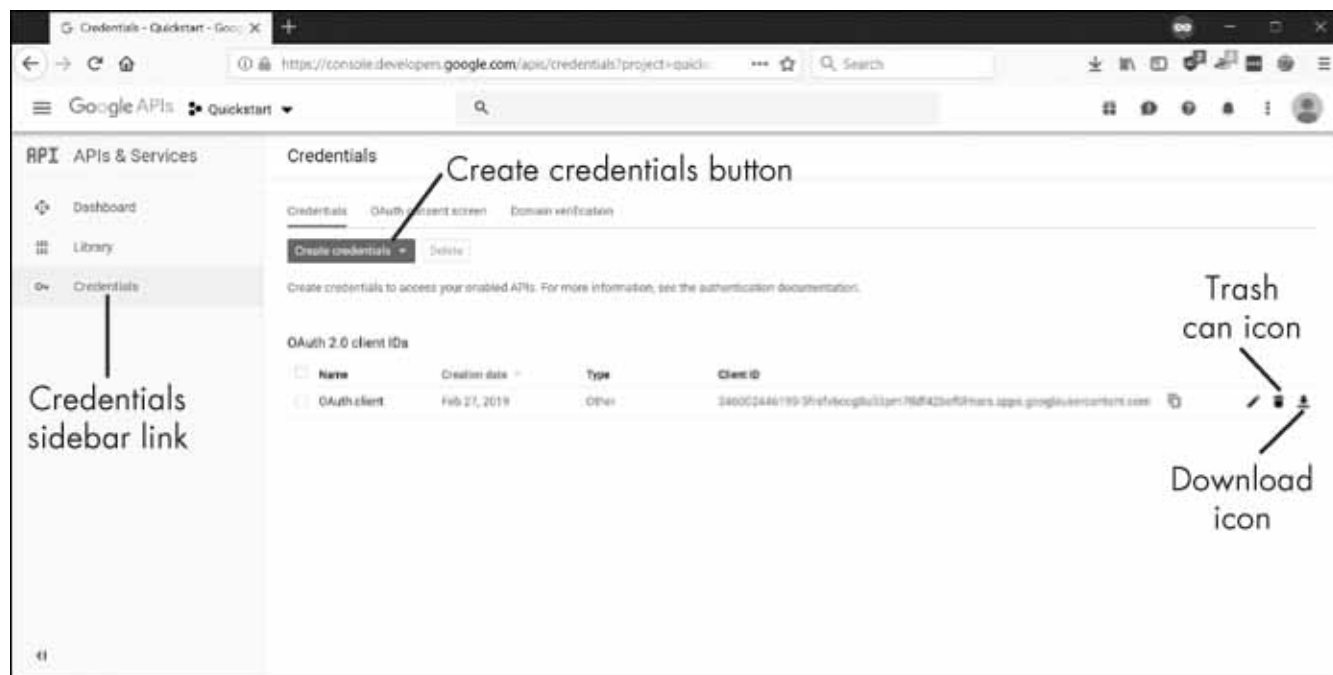 Credentials - Quickstart - Goog
https://console.developers.google.com/apis/credentials?project=quick
Search
Google APIs Quickstart
API APIs & Services
Credentials
Create credentials button
Dashboard
Credentials OAuth consent screen Domain verification
Library
Create credentials Delete
Credentials
Create credentials to access your enabled APIs. For more information, see the authentication documentation.
Trash
can icon
OAuth 2.0 client IDs
Name Creation date Type Client ID
OAuth client Feb 27, 2019 Other
Credentials
sidebar link
Download
icon